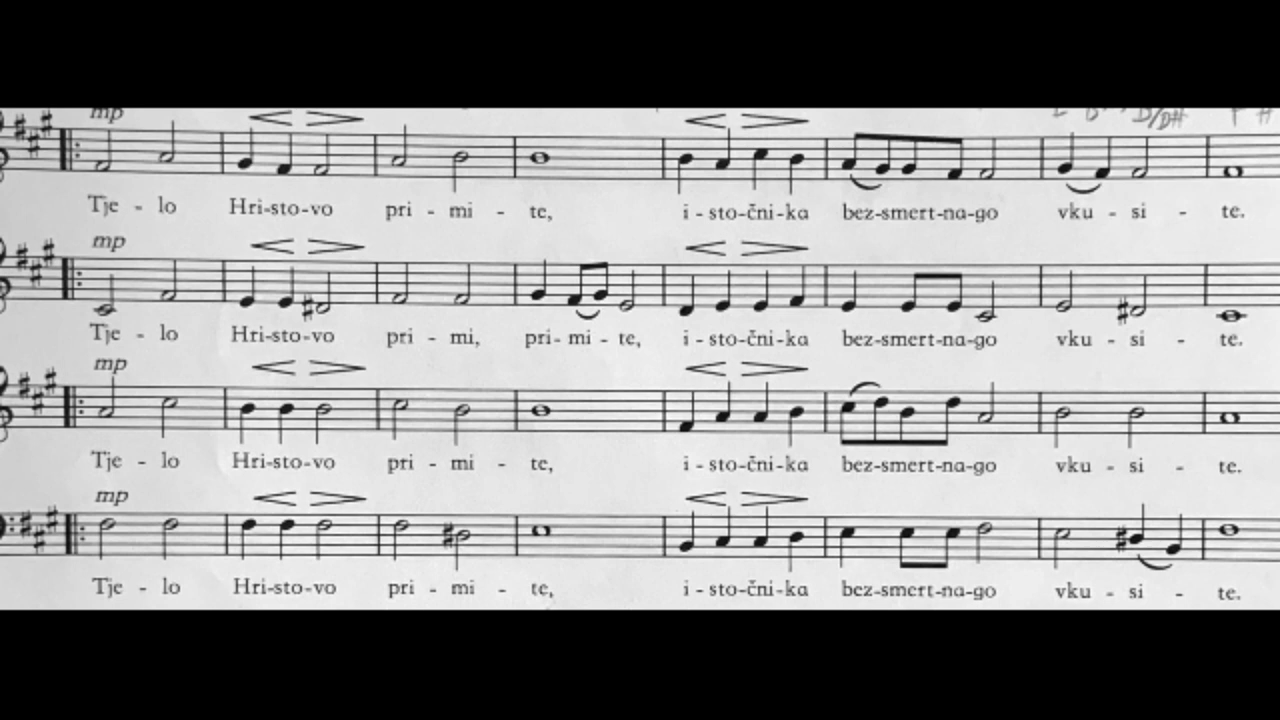 mp
Tje - lo Hri-sto-vo pri - mi - te, i - sto-čni-ka bez-smert-na-go vku - si - te.
mp
Tje - lo Hri-sto-vo pri - mi, pri- mi - te, i - sto-čni-ka bez-smert-na-go vku - si - te.
mp
Tje - lo Hri-sto-vo pri - mi - te, i - sto-čni-ka bez-smert-na-go vku - si - te.
mp
Tje - lo Hri-sto-vo pri - mi - te, i - sto-čni-ka bez-smert-na-go vku - si - te.